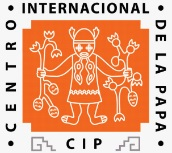 • CENTRO • INTERNACIONAL • DE LA PAPA •
CIP